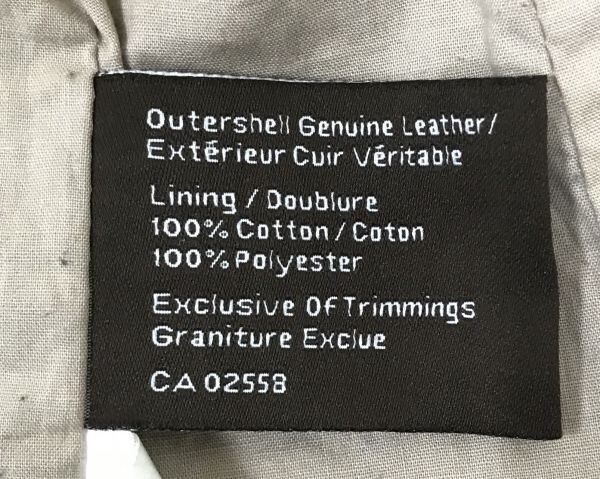 Outershell Genuine Leather/
Extérieur Cuir Véritable
Lining / Doublure
100% Cotton / Coton
100% Polyester
Exclusive Of Trimmings
Graniture Exclue
CA 02558